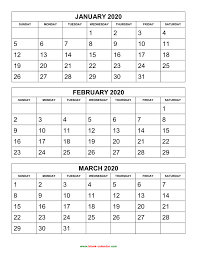 JANUARY 2020
SUNDAY MONDAY TUESDAY WEDNESDAY THURSDAY FRIDAY SATURDAY
1 2 3 4
5 6 7 8 9 10 11
12 13 14 15 16 17 18
19 20 21 22 23 24 25
26 27 28 29 30 31
FEBRUARY 2020
SUNDAY MONDAY TUESDAY WEDNESDAY THURSDAY FRIDAY SATURDAY
1
2 3 4 5 6 7 8
9 10 11 12 13 14 15
16 17 18 19 20 21 22
23 24 25 26 27 28 29
MARCH 2020
SUNDAY MONDAY TUESDAY WEDNESDAY THURSDAY FRIDAY SATURDAY
1 2 3 4 5 6 7
8 9 10 11 12 13 14
15 16 17 18 19 20 21
22 23 24 25 26 27 28
29 30 31